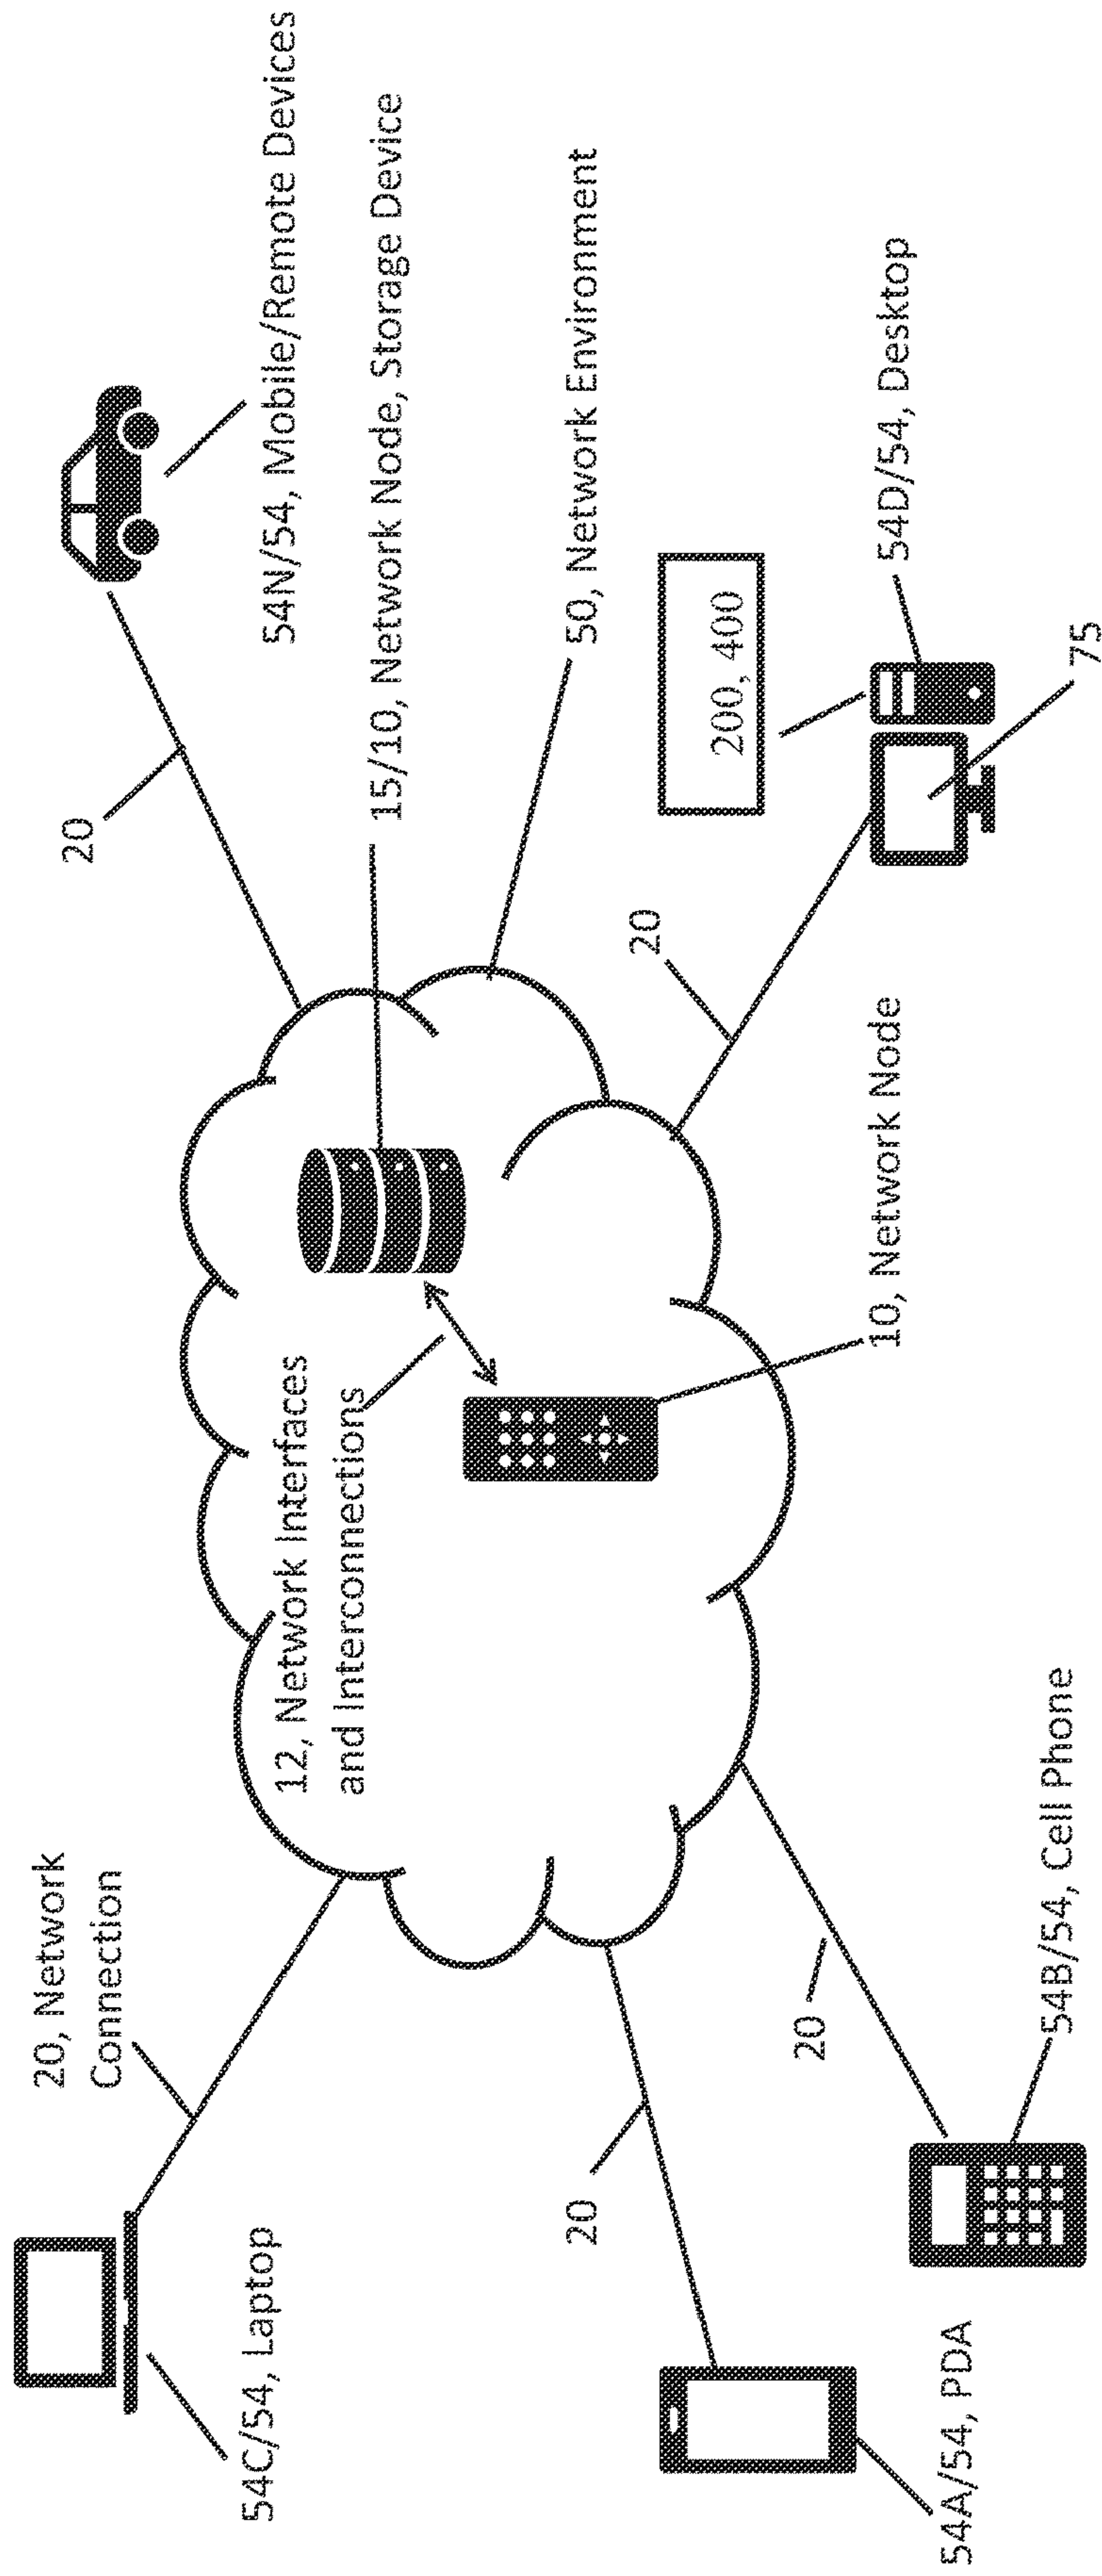 20, Network
Connection
20
54C/54, Laptop
54N/54, Mobile/Remote Devices
12, Network Interfaces
and Interconnections
15/10, Network Node, Storage Device
50, Network Environment
20
20
200, 400
20
10, Network Node
54D/54, Desktop
54A/54, PDA
54B/54, Cell Phone
75